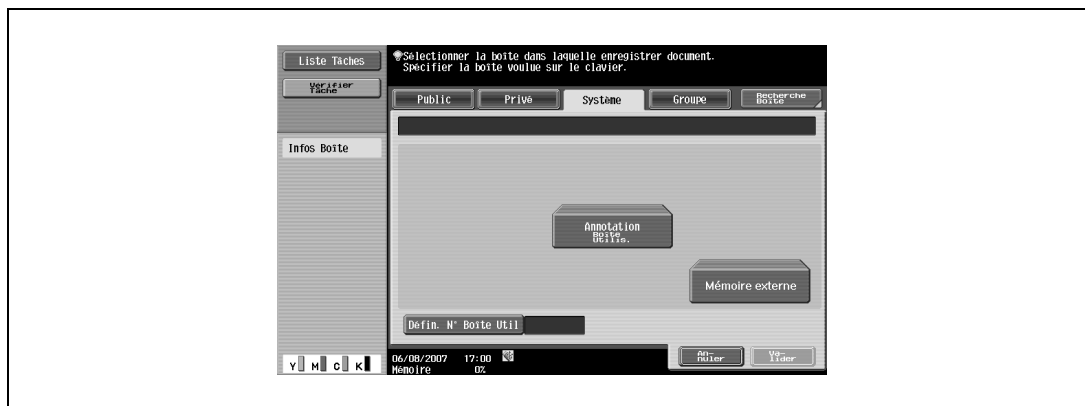 Liste Tâches
Vérifier
Tâche
Sélectionner la boîte dans laquelle enregistrer document.
Spécifier la boîte voulue sur le clavier.
Public
Privé
Système
Groupe
Recherche
Boîte
Infos Boîte
Annotation
Boîte
Utilis.
Mémoire externe
Défin. N° Boîte Util
06/08/2007 17:00
Mémoire 0%
An-
nuler
Va-
lider
Y M C K